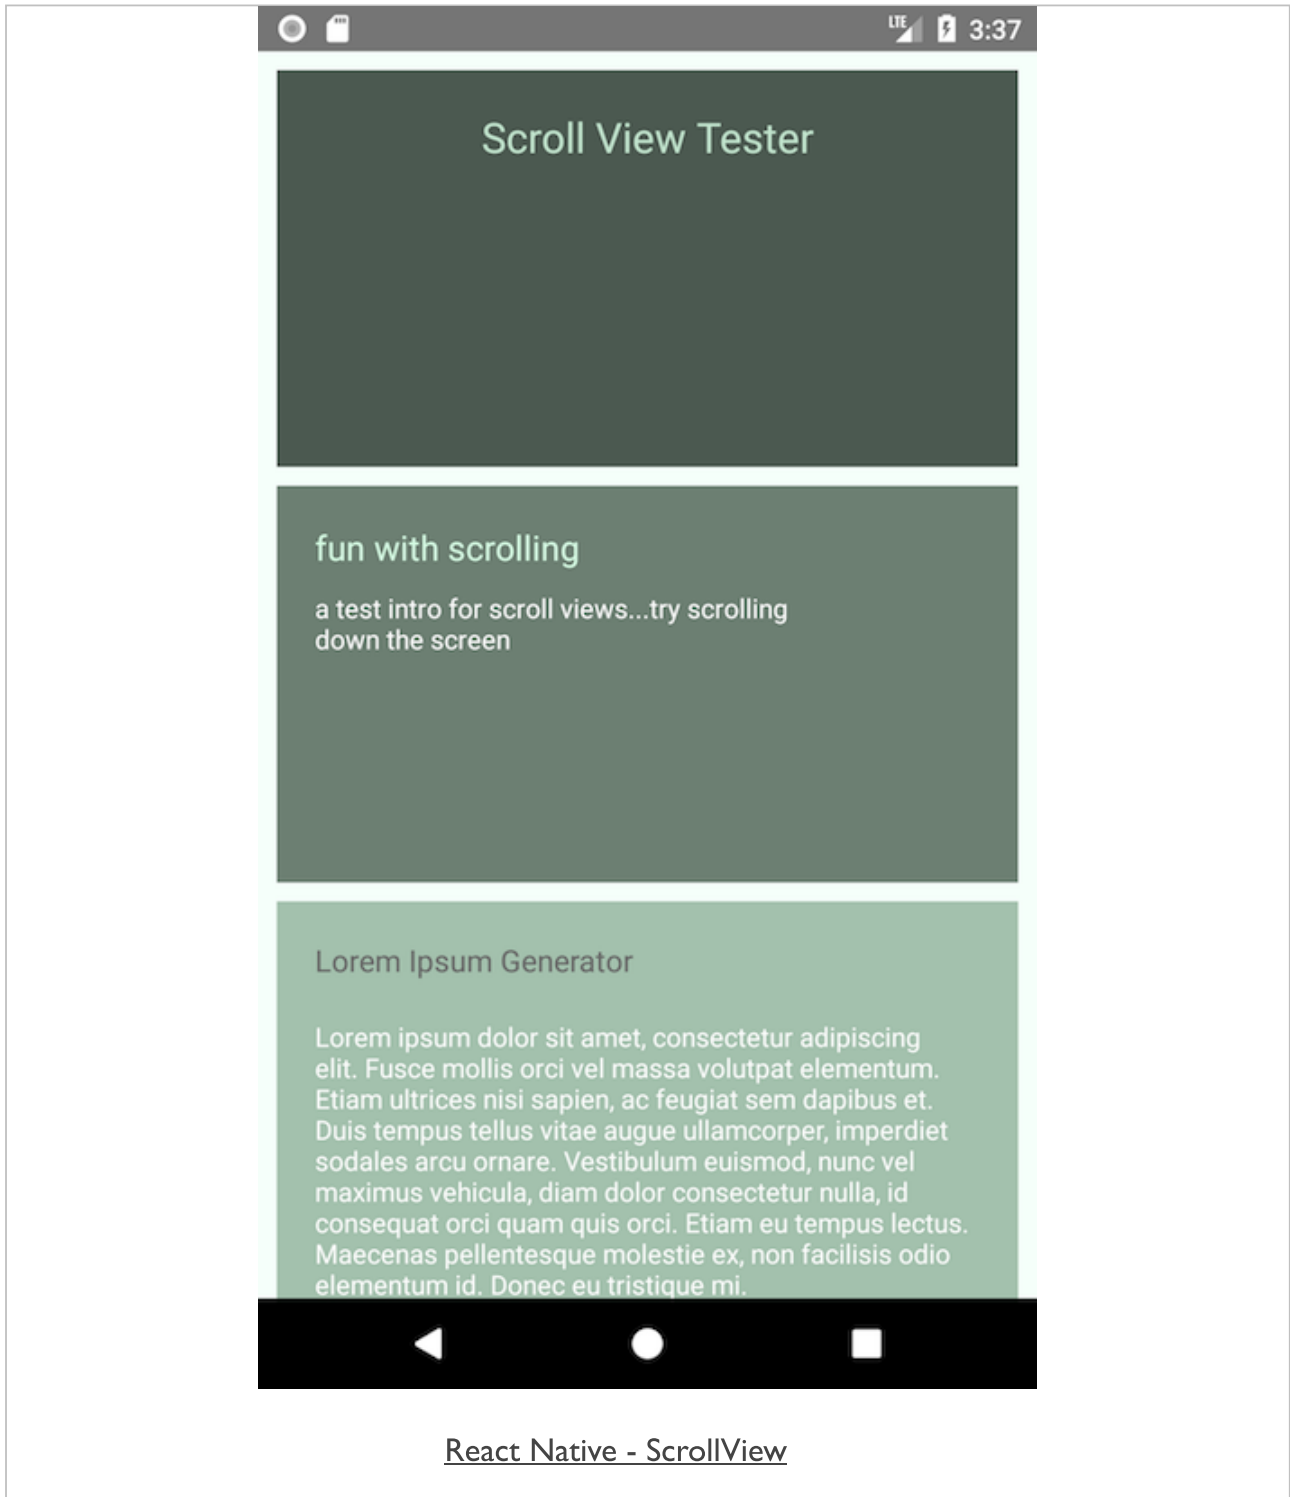 LTE 3:37
Scroll View Tester
fun with scrolling
a test intro for scroll views...try scrolling
down the screen
Lorem Ipsum Generator
Lorem ipsum dolor sit amet, consectetur adipiscing
elit. Fusce mollis orci vel massa volutpat elementum.
Etiam ultrices nisi sapien, ac feugiat sem dapibus et.
Duis tempus tellus vitae augue ullamcorper, imperdiet
sodales arcu ornare. Vestibulum euismod, nunc vel
maximus vehicula, diam dolor consectetur nulla, id
consequat orci quam quis orci. Etiam eu tempus lectus.
Maecenas pellentesque molestie ex, non facilisis odio
elementum id. Donec eu tristique mi.
React Native - ScrollView